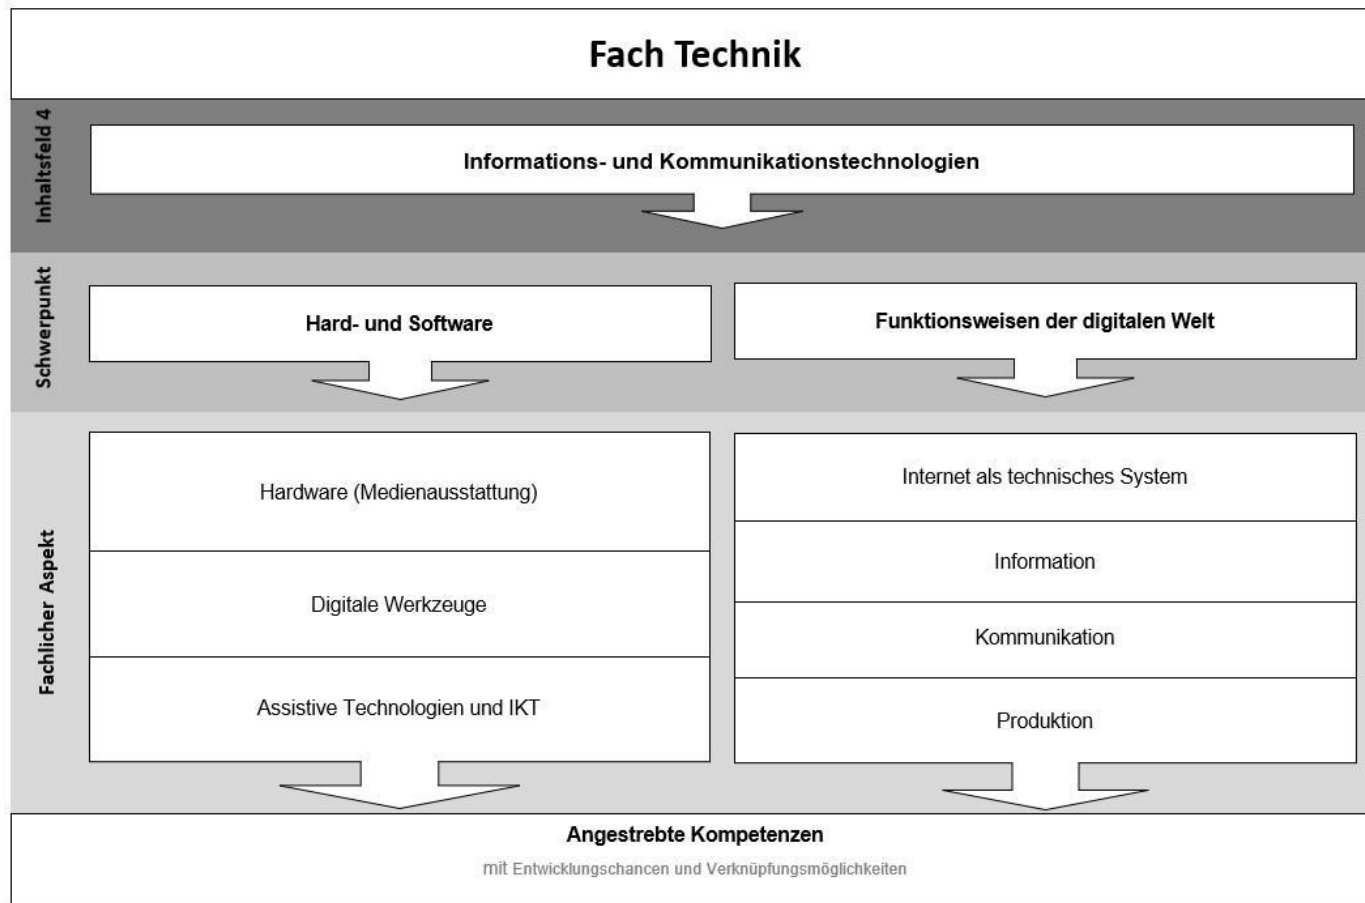 Fach Technik
Inhaltsfeld 4
Informations- und Kommunikationstechnologien
Schwerpunkt
Hard- und Software
Funktionsweisen der digitalen Welt
Fachlicher Aspekt
Hardware (Medienausstattung)
Digitale Werkzeuge
Assistive Technologien und IKT
Internet als technisches System
Information
Kommunikation
Produktion
Angestrebte Kompetenzen
mit Entwicklungschancen und Verknüpfungsmöglichkeiten